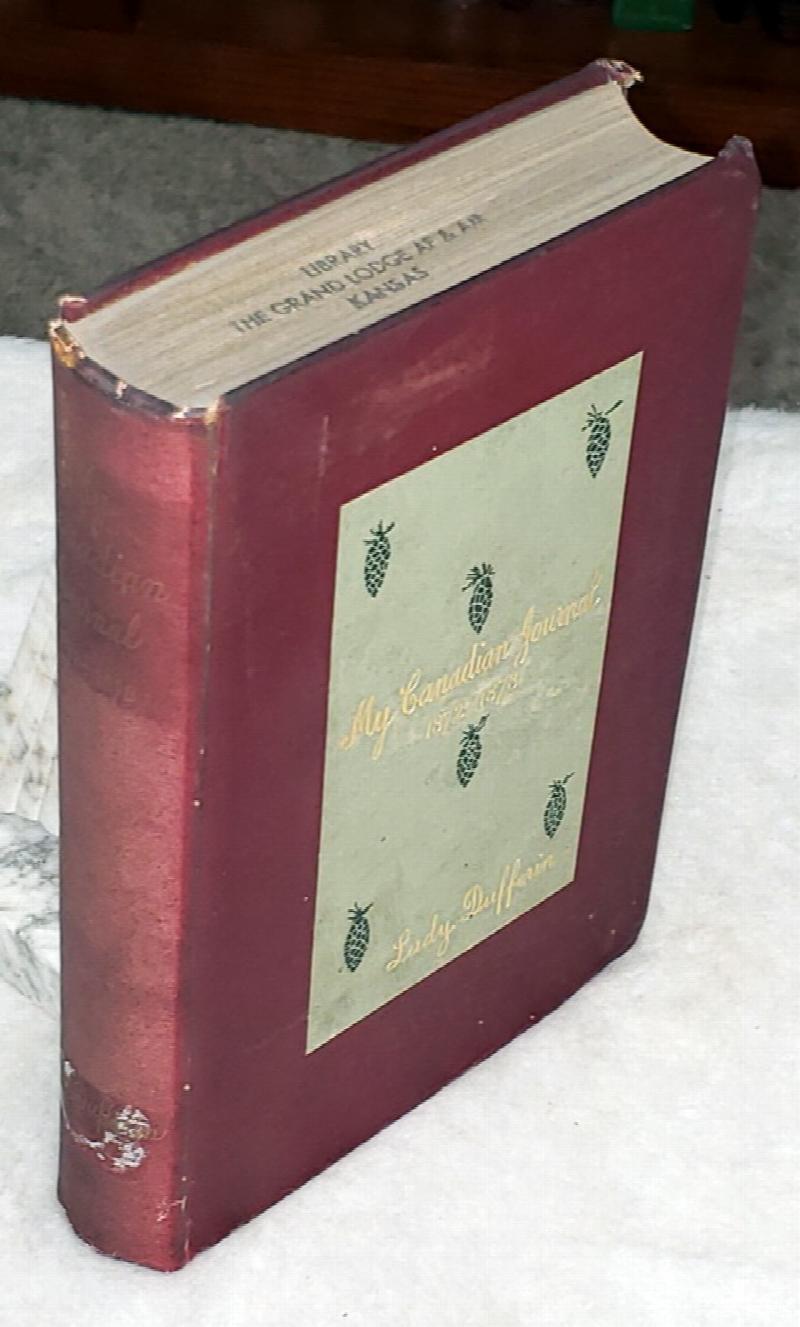 LIBRARY
THE GRAND LODGE AF & AM
KANSAS
My Canadian Journal
1872-1878
Lady Dufferin